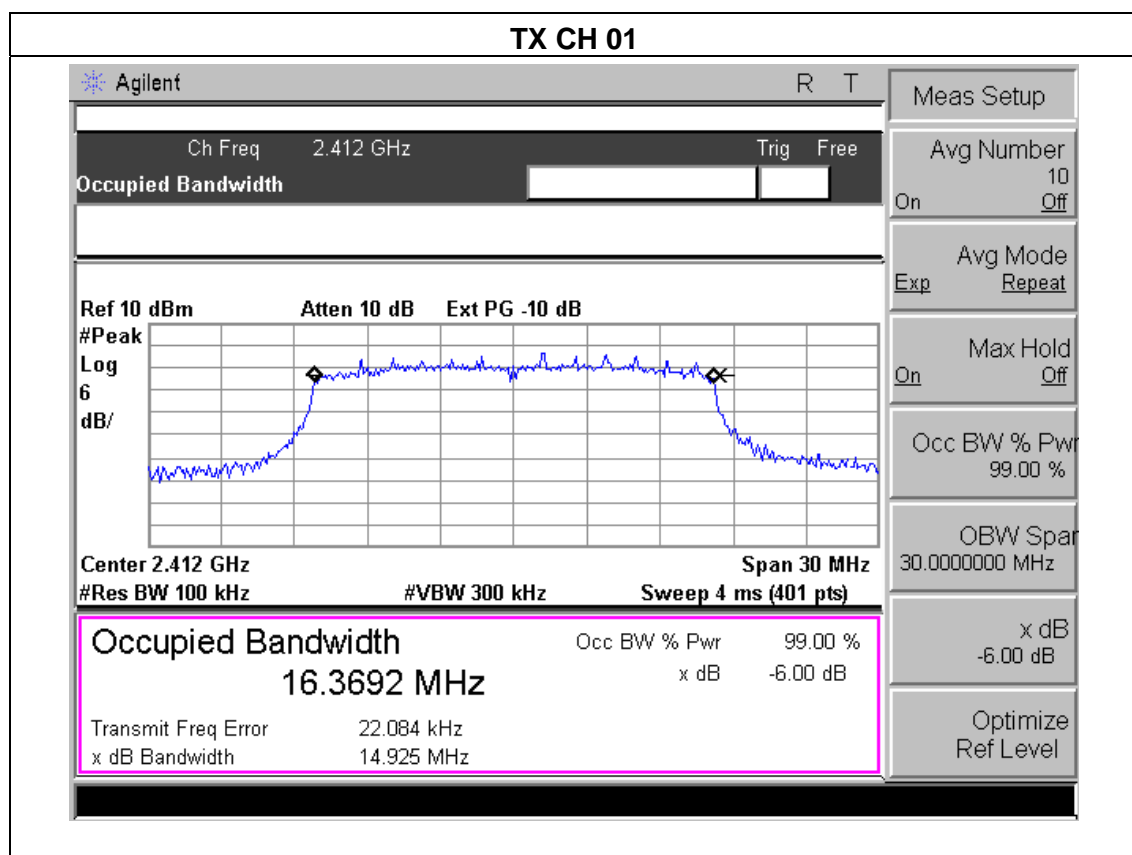 TX CH 01
Agilent R T
Meas Setup
Ch Freq 2.412 GHz Trig Free
Occupied Bandwidth
Avg Number
10
On Off
Avg Mode
Exp Repeat
Ref 10 dBm Atten 10 dB Ext PG -10 dB
#Peak
Log
6
dB/
Max Hold
On Off
Occ BW % Pwr
99.00 %
OBW Span
30.0000000 MHz
Center 2.412 GHz Span 30 MHz
#Res BW 100 kHz #VBW 300 kHz Sweep 4 ms (401 pts)
Occupied Bandwidth Occ BW % Pwr 99.00 %
16.3692 MHz x dB -6.00 dB
Transmit Freq Error 22.084 kHz
x dB Bandwidth 14.925 MHz
x dB
-6.00 dB
Optimize
Ref Level